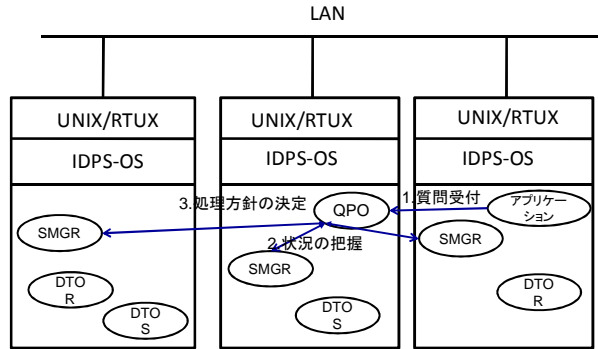 LAN
UNIX/RTUX
UNIX/RTUX
UNIX/RTUX
IDPS-OS
IDPS-OS
IDPS-OS
3.処理方針の決定
QPO
1.質問受付
アプリケー
ション
SMGR
2.状況の把握
SMGR
SMGR
DTO
R
DTO
S
DTO
S
DTO
R